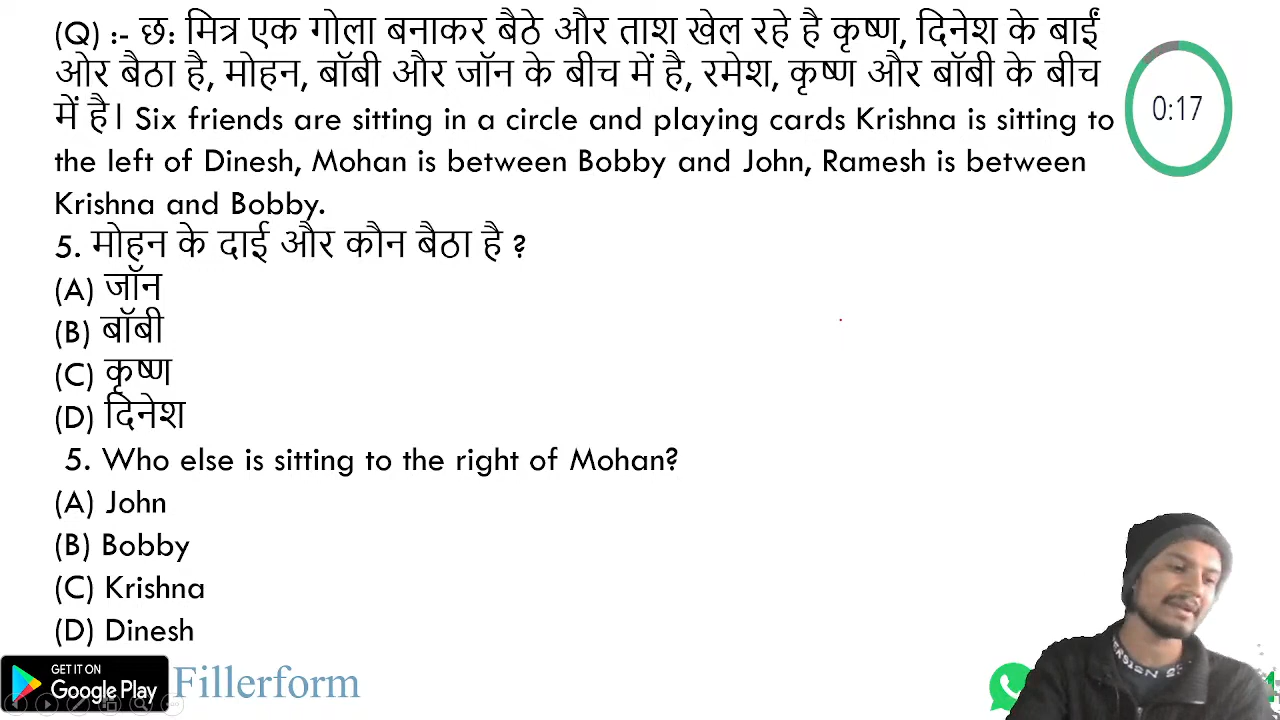 (Q) :- छः मित्र एक गोला बनाकर बैठे और ताश खेल रहे है कृष्ण, दिनेश के बाईं
ओर बैठा है, मोहन, बॉबी और जॉन के बीच में है, रमेश, कृष्ण और बॉबी के बीच
में है। Six friends are sitting in a circle and playing cards Krishna is sitting to
the left of Dinesh, Mohan is between Bobby and John, Ramesh is between
Krishna and Bobby.
0:17
5. मोहन के दाई और कौन बैठा है ?
(A) जॉन
(B) बॉबी
(C) कृष्ण
(D) दिनेश
5. Who else is sitting to the right of Mohan?
(A) John
(B) Bobby
(C) Krishna
(D) Dinesh
GET IT ON
Google Play
Fillerform